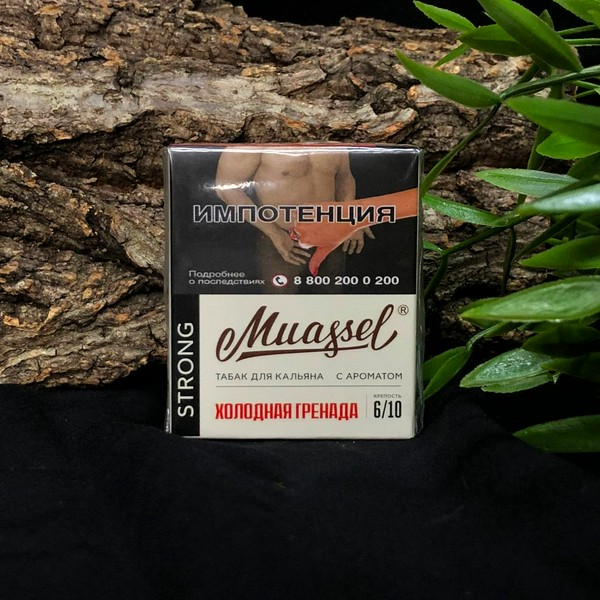 ИМПОТЕНЦИЯ
Подробнее
о последствиях 8 800 200 0 200
STRONG
Muassel®
ТАБАК ДЛЯ КАЛЬЯНА С АРОМАТОМ
ХОЛОДНАЯ ГРЕНАДА
КРЕПОСТЬ
6/10